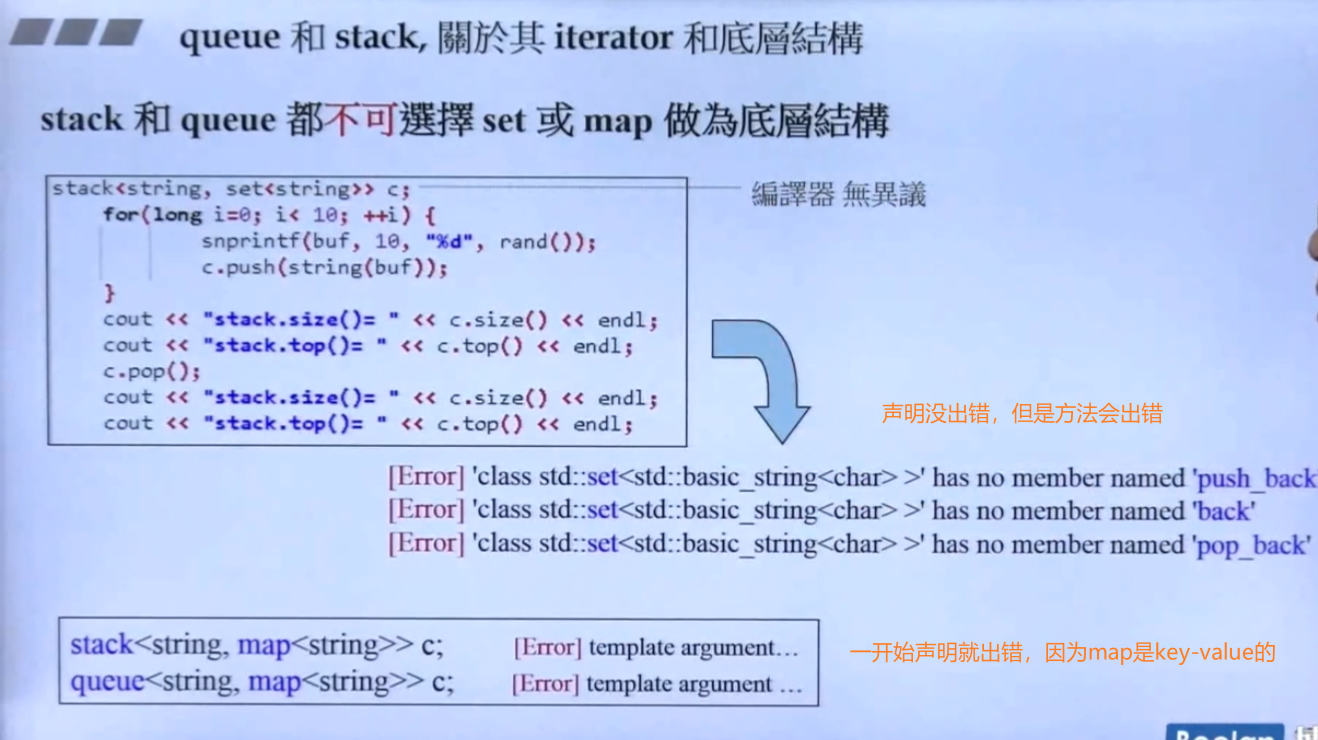 queue 和 stack, 關於其 iterator 和底層結構
stack 和 queue 都不可選擇 set 或 map 做為底層結構
stack<string, set<string>> c;
編譯器 無異議
for(long i=0; i< 10; ++i) {
snprintf(buf, 10, "%d", rand());
c.push(string(buf));
}
cout << "stack.size()= " << c.size() << endl;
cout << "stack.top()= " << c.top() << endl;
c.pop();
cout << "stack.size()= " << c.size() << endl;
cout << "stack.top()= " << c.top() << endl;
声明没出错，但是方法会出错
[Error] 'class std::set<std::basic_string<char> >' has no member named 'push_back
[Error] 'class std::set<std::basic_string<char> >' has no member named 'back'
[Error] 'class std::set<std::basic_string<char> >' has no member named 'pop_back'
stack<string, map<string>> c; [Error] template argument…
queue<string, map<string>> c; [Error] template argument …
一开始声明就出错，因为map是key-value的